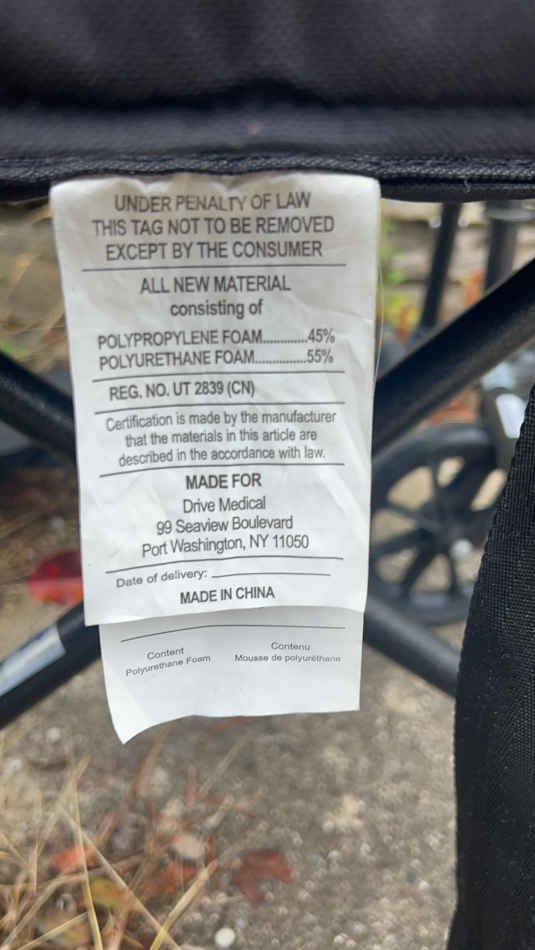 UNDER PENALTY OF LAW
THIS TAG NOT TO BE REMOVED
EXCEPT BY THE CONSUMER
ALL NEW MATERIAL
consisting of
POLYPROPYLENE FOAM............45%
POLYURETHANE FOAM..............55%
REG. NO. UT 2839 (CN)
Certification is made by the manufacturer
that the materials in this article are
described in the accordance with law.
MADE FOR
Drive Medical
99 Seaview Boulevard
Port Washington, NY 11050
Date of delivery: ____________________
MADE IN CHINA
Content Contenu
Polyurethane Foam Mousse de polyuréthane